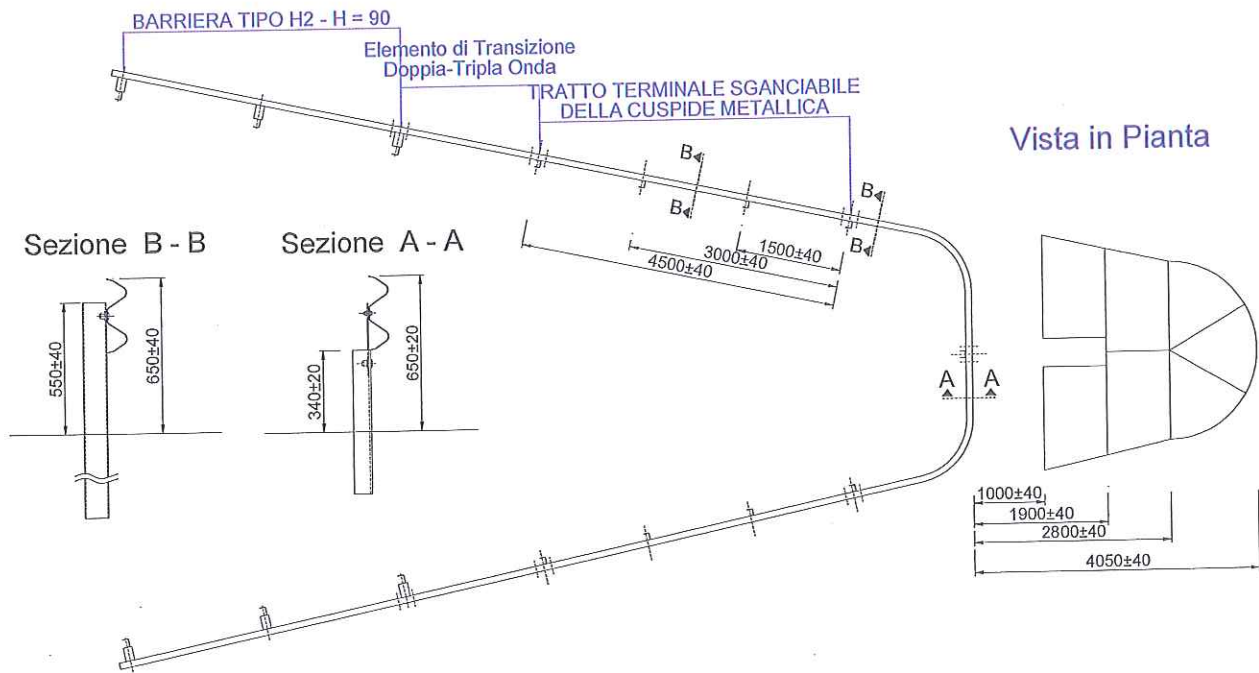 BARRIERA TIPO H2 - H = 90
Elemento di Transizione
Doppia-Tripla Onda
TRATTO TERMINALE SGANCIABILE
DELLA CUSPIDE METALLICA
Vista in Pianta
B
B
B
B
1500±40
3000±40
4500±40
Sezione B - B
Sezione A - A
550±40
650±40
340±20
650±20
A A
1000±40
1900±40
2800±40
4050±40